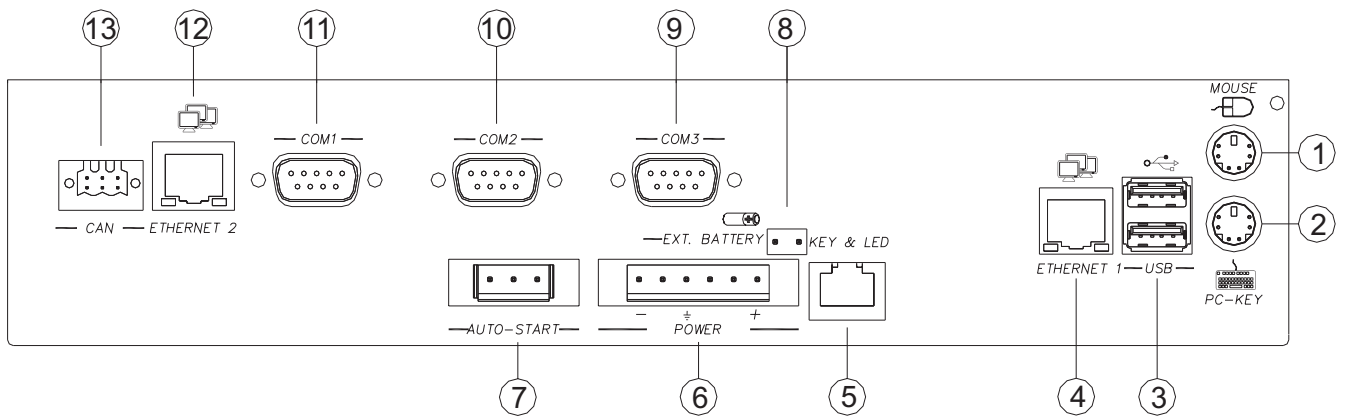 13 12 11 10 9 8
MOUSE
COM1 COM2 COM3
1
2
CAN ETHERNET 2
EXT. BATTERY KEY & LED
ETHERNET 1 USB
PC-KEY
- ⏚ +
AUTO-START POWER
7 6 5 4 3